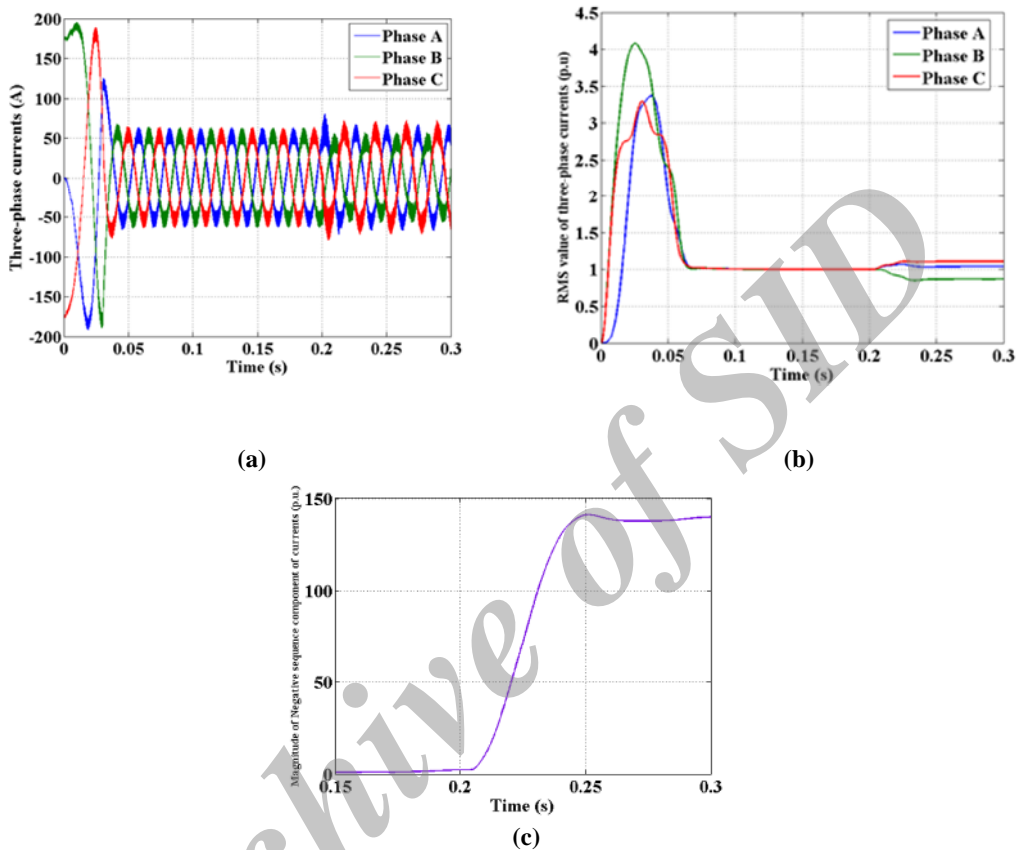 200
150
100
50
0
-50
-100
-150
-200
Three-phase currents (A)
Phase A
Phase B
Phase C
0 0.05 0.1 0.15 0.2 0.25 0.3
Time (s)
(a)
4.5
4
3.5
3
2.5
2
1.5
1
0.5
0
RMS value of three-phase currents (p.u)
Phase A
Phase B
Phase C
0 0.05 0.1 0.15 0.2 0.25 0.3
Time (s)
(b)
150
100
50
0
Magnitude of Negative sequence component of currents (p.u.)
0.15 0.2 0.25 0.3
Time (s)
(c)
hive of SID